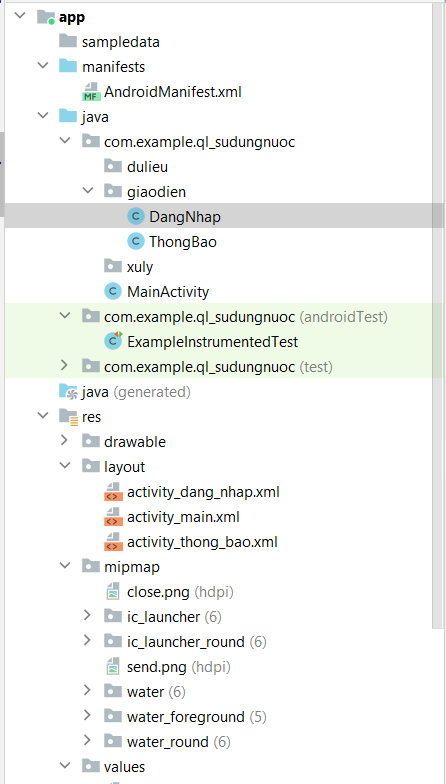 app
sampledata
manifests
MF AndroidManifest.xml
java
com.example.ql_sudungnuoc
dulieu
giaodien
C DangNhap
C ThongBao
xuly
C MainActivity
com.example.ql_sudungnuoc (androidTest)
C ExampleInstrumentedTest
com.example.ql_sudungnuoc (test)
java (generated)
res
drawable
layout
<> activity_dang_nhap.xml
<> activity_main.xml
<> activity_thong_bao.xml
mipmap
close.png (hdpi)
ic_launcher (6)
ic_launcher_round (6)
send.png (hdpi)
water (6)
water_foreground (5)
water_round (6)
values